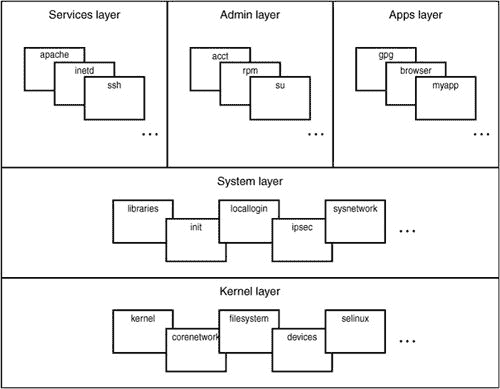 Services layer
apache
inetd
ssh
...
Admin layer
acct
rpm
su
...
Apps layer
gpg
browser
myapp
...
System layer
libraries
init
locallogin
ipsec
sysnetwork
...
Kernel layer
kernel
corenetwork
filesystem
devices
selinux
...